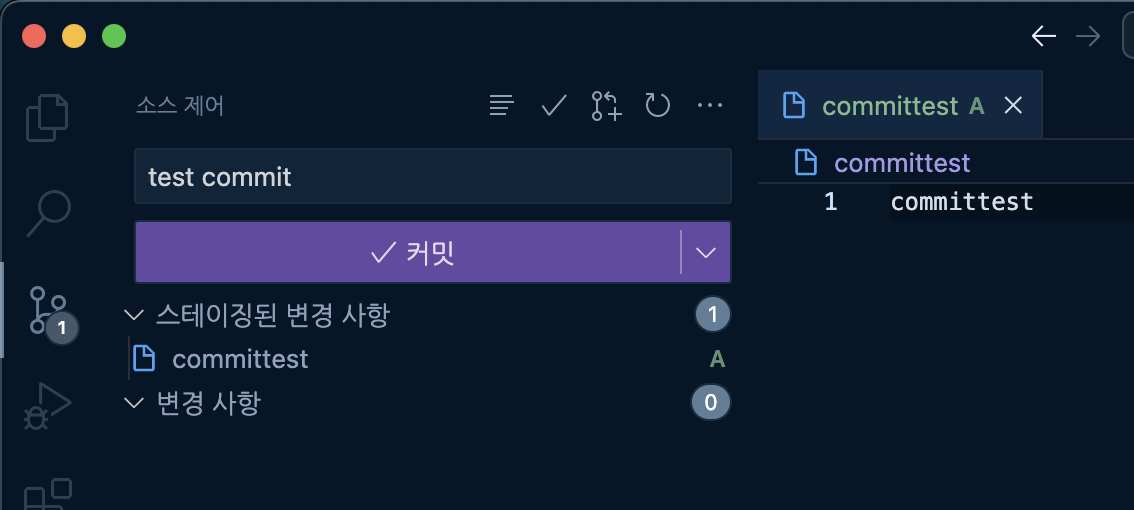 소스 제어
test commit
커밋
스테이징된 변경 사항 1
committest A
변경 사항 0
1
committest A
committest
1 committest